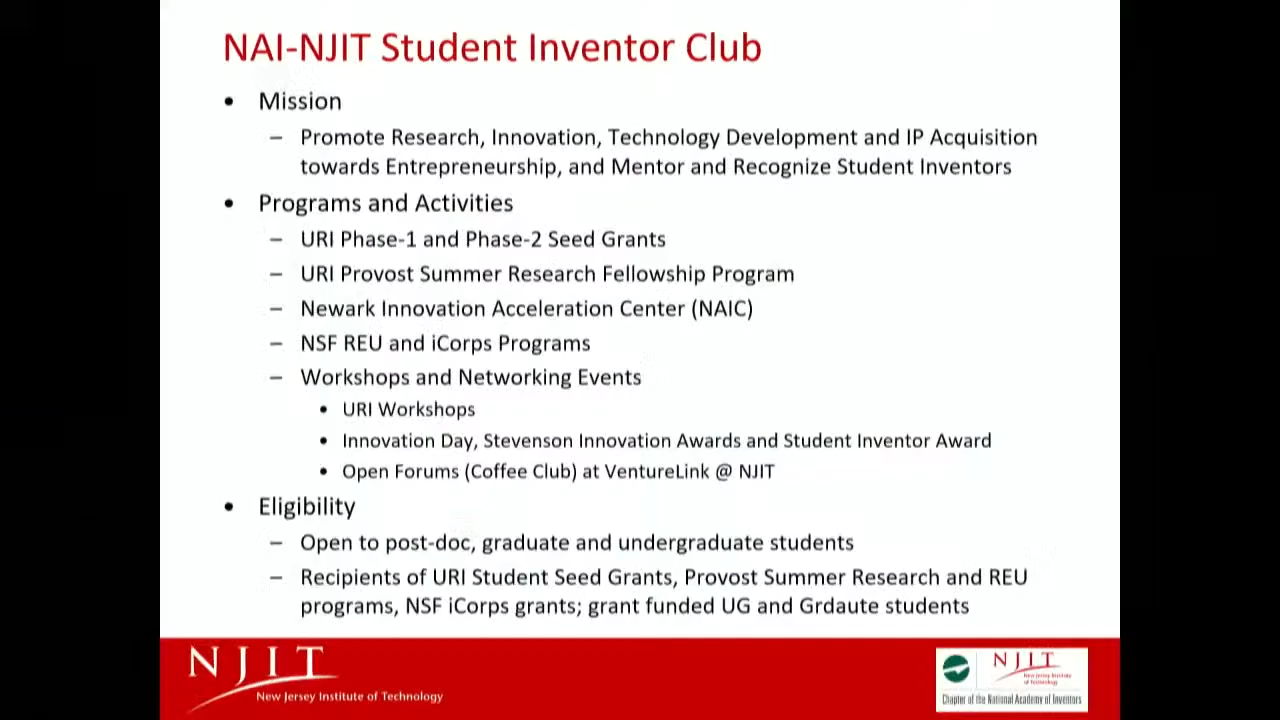 NAI-NJIT Student Inventor Club
• Mission
– Promote Research, Innovation, Technology Development and IP Acquisition
towards Entrepreneurship, and Mentor and Recognize Student Inventors
• Programs and Activities
– URI Phase-1 and Phase-2 Seed Grants
– URI Provost Summer Research Fellowship Program
– Newark Innovation Acceleration Center (NAIC)
– NSF REU and iCorps Programs
– Workshops and Networking Events
• URI Workshops
• Innovation Day, Stevenson Innovation Awards and Student Inventor Award
• Open Forums (Coffee Club) at VentureLink @ NJIT
• Eligibility
– Open to post-doc, graduate and undergraduate students
– Recipients of URI Student Seed Grants, Provost Summer Research and REU
programs, NSF iCorps grants; grant funded UG and Grdaute students
NJIT
New Jersey Institute of Technology
NJIT
New Jersey Institute
of Technology
Chapter of the National Academy of Inventors